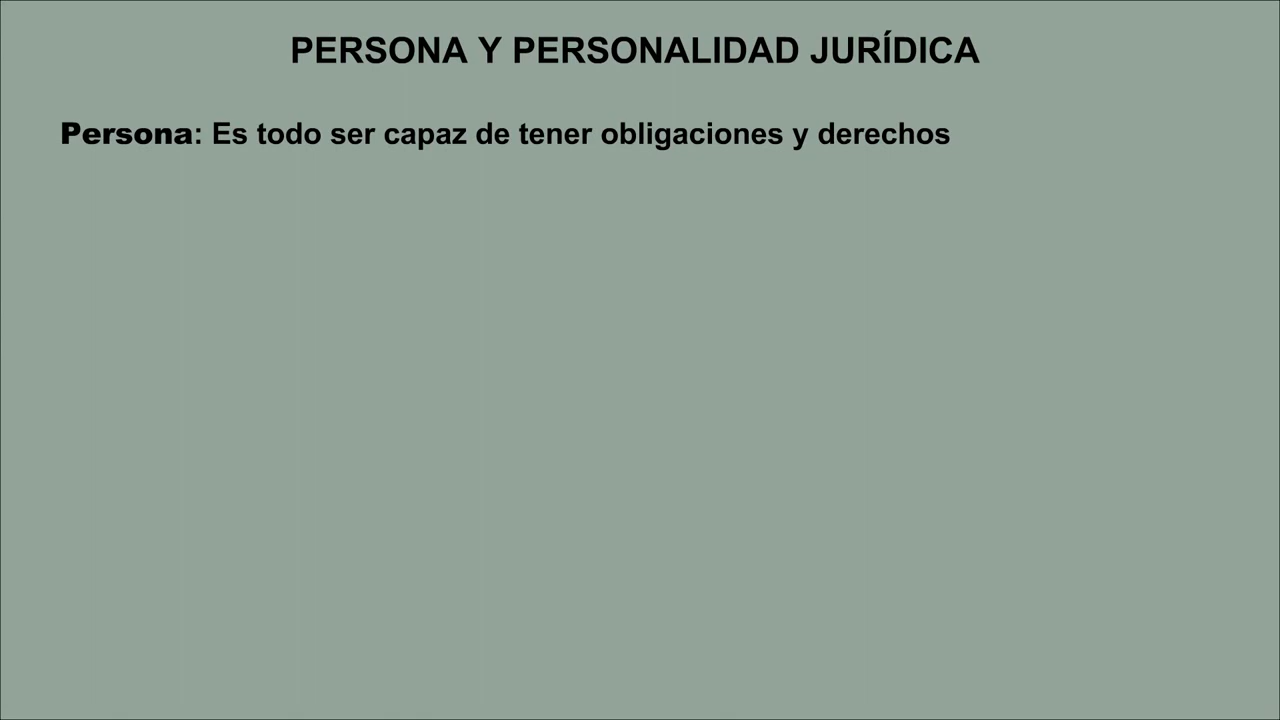 PERSONA Y PERSONALIDAD JURÍDICA
Persona: Es todo ser capaz de tener obligaciones y derechos